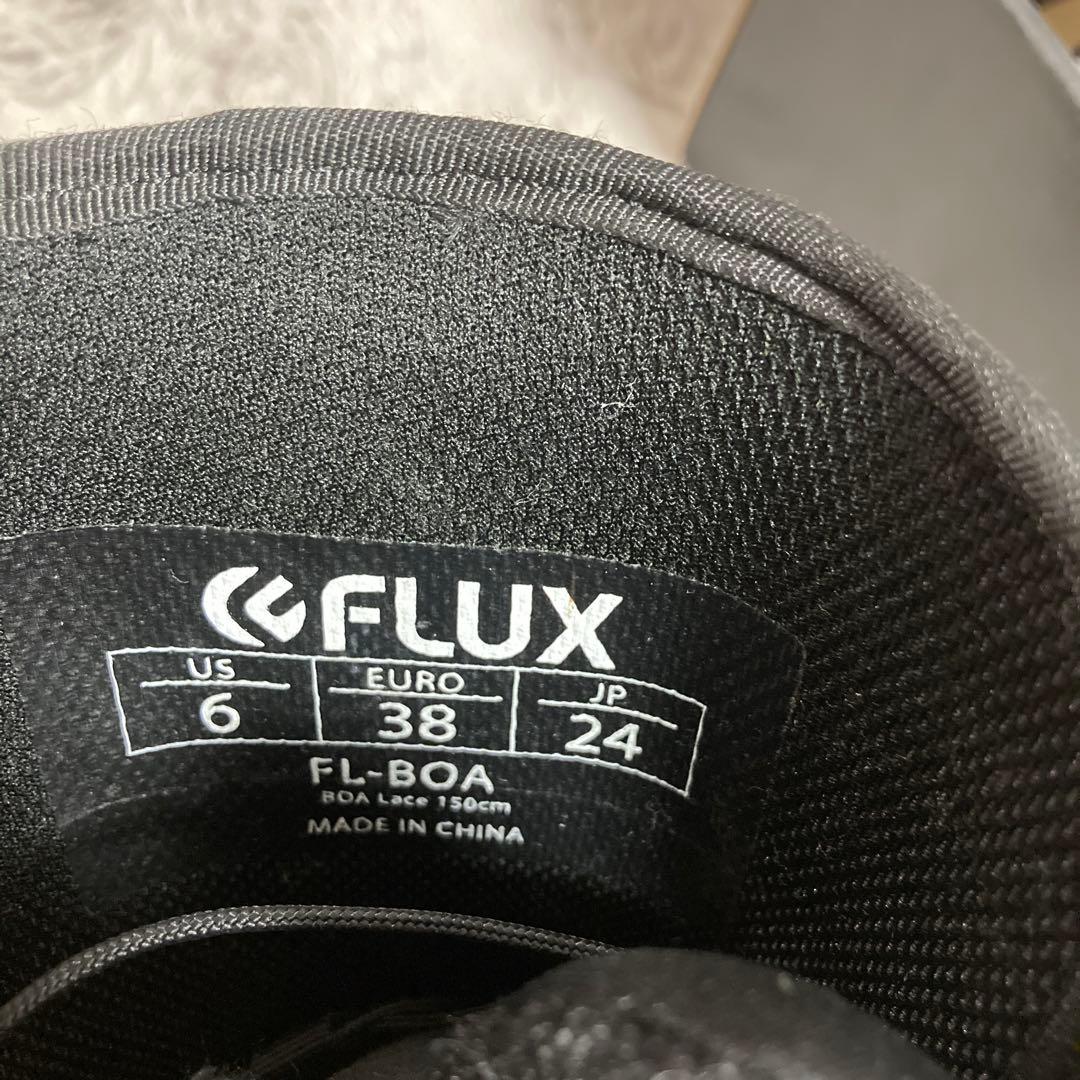 FLUX
US EURO JP
6 38 24
FL-BOA
BOA Lace 150cm
MADE IN CHINA